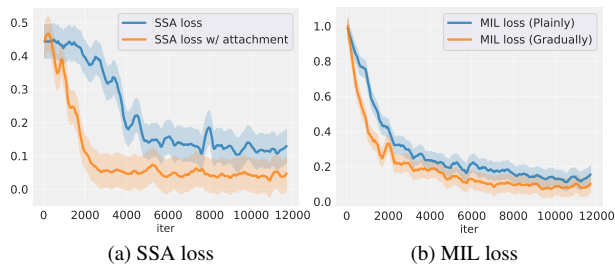 SSA loss
SSA loss w/ attachment
0.5
0.4
0.3
0.2
0.1
0.0
0 2000 4000 6000 8000 10000 12000
iter
(a) SSA loss
MIL loss (Plainly)
MIL loss (Gradually)
1.0
0.8
0.6
0.4
0.2
0.0
0 2000 4000 6000 8000 10000 12000
iter
(b) MIL loss